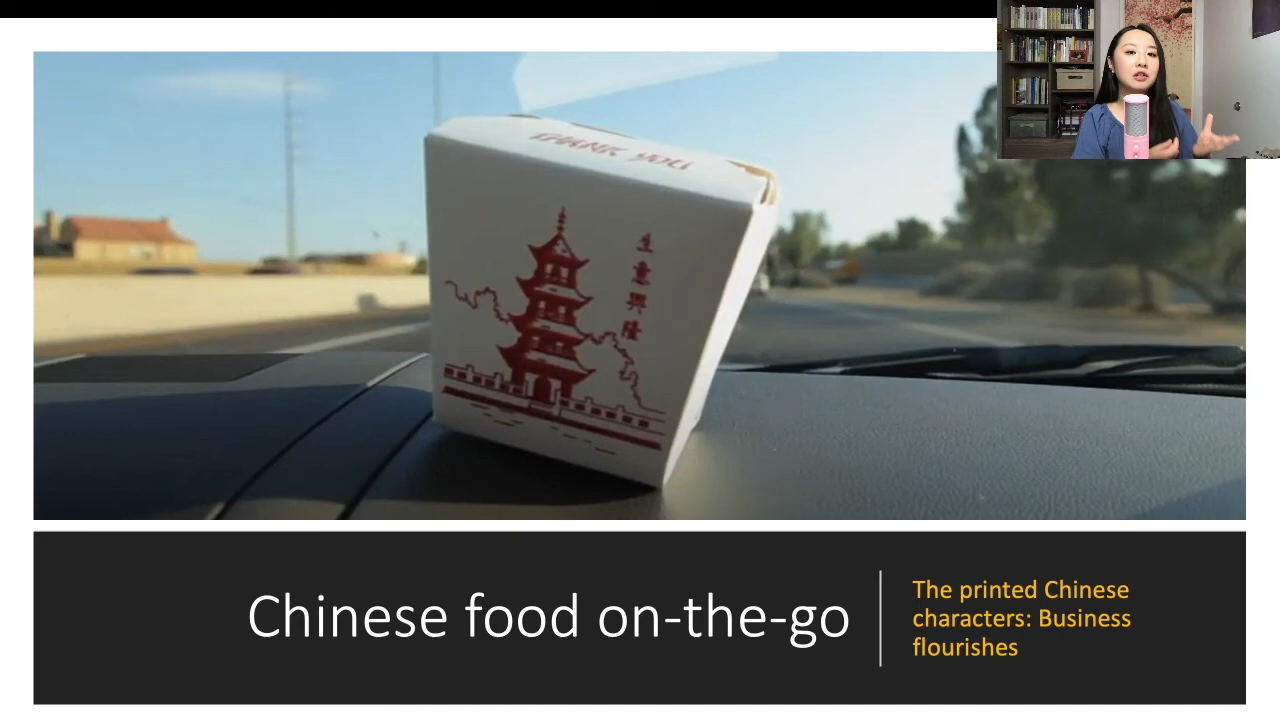 THANK YOU
生意興隆
Chinese food on-the-go
The printed Chinese
characters: Business
flourishes